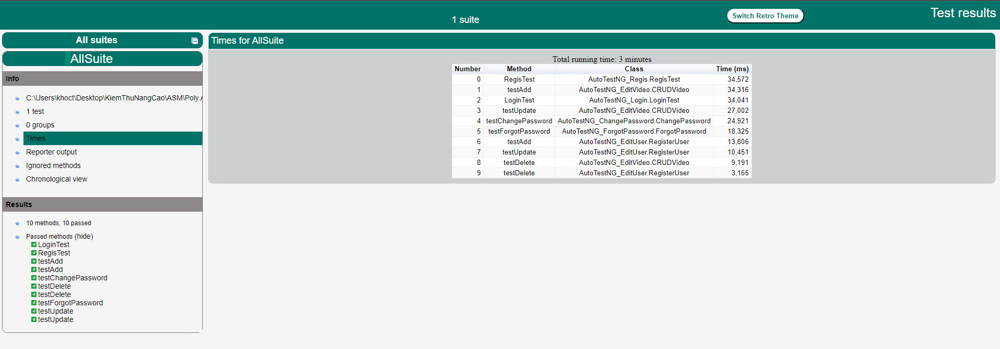 1 suite
Switch Retro Theme
Test results
All suites
AllSuite
Info
C:\Users\khoct\Desktop\KiemThuNangCao\ASM\Poly.
1 test
0 groups
Times
Reporter output
Ignored methods
Chronological view
Results
10 methods, 10 passed
Passed methods (hide)
LoginTest
RegisTest
testAdd
testAdd
testChangePassword
testDelete
testDelete
testForgotPassword
testUpdate
testUpdate
Times for AllSuite
Total running time: 3 minutes
Number Method Class Time (ms)
0 RegisTest AutoTestNG_Regis.RegisTest 34,572
1 testAdd AutoTestNG_EditVideo.CRUDVideo 34,316
2 LoginTest AutoTestNG_Login.LoginTest 34,041
3 testUpdate AutoTestNG_EditVideo.CRUDVideo 27,002
4 testChangePassword AutoTestNG_ChangePassword.ChangePassword 24,921
5 testForgotPassword AutoTestNG_ForgotPassword.ForgotPassword 18,325
6 testAdd AutoTestNG_EditUser.RegisterUser 13,806
7 testUpdate AutoTestNG_EditUser.RegisterUser 10,451
8 testDelete AutoTestNG_EditVideo.CRUDVideo 9,191
9 testDelete AutoTestNG_EditUser.RegisterUser 3,165